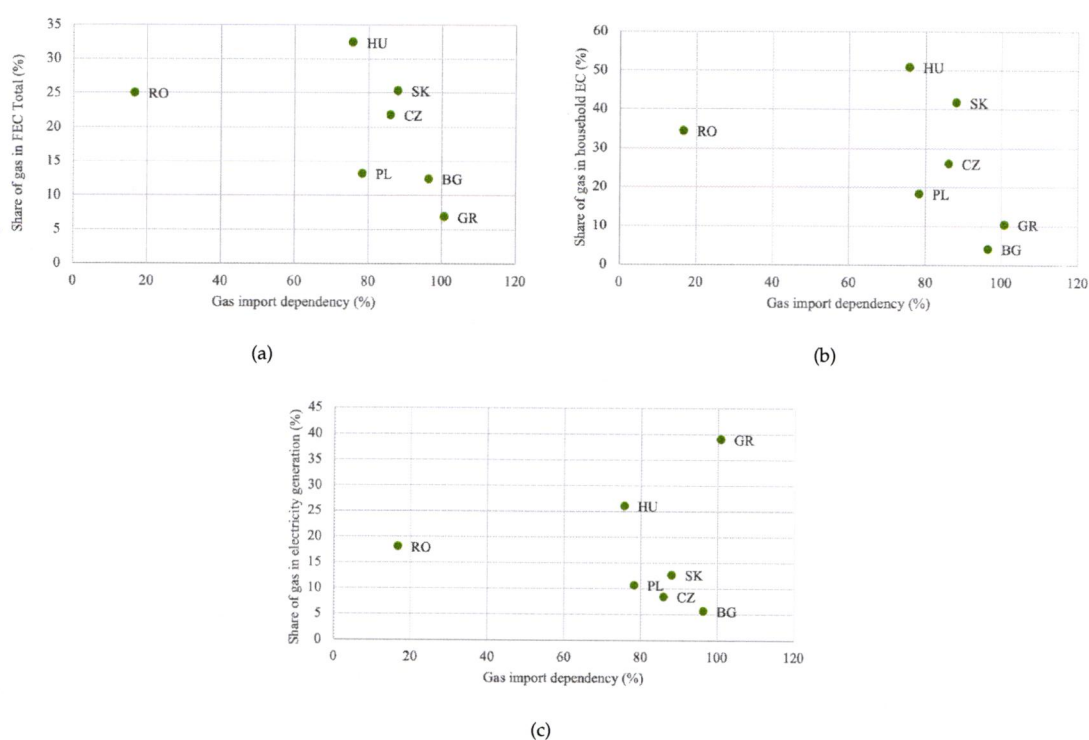 Share of gas in FEC Total (%)
35
30
25
20
15
10
5
0
HU
RO
SK
CZ
PL
BG
GR
0 20 40 60 80 100 120
Gas import dependency (%)
(a)
Share of gas in household EC (%)
60
50
40
30
20
10
0
HU
SK
RO
CZ
PL
GR
BG
0 20 40 60 80 100 120
Gas import dependency (%)
(b)
Share of gas in electricity generation (%)
45
40
35
30
25
20
15
10
5
0
GR
HU
RO
SK
PL
CZ
BG
0 20 40 60 80 100 120
Gas import dependency (%)
(c)